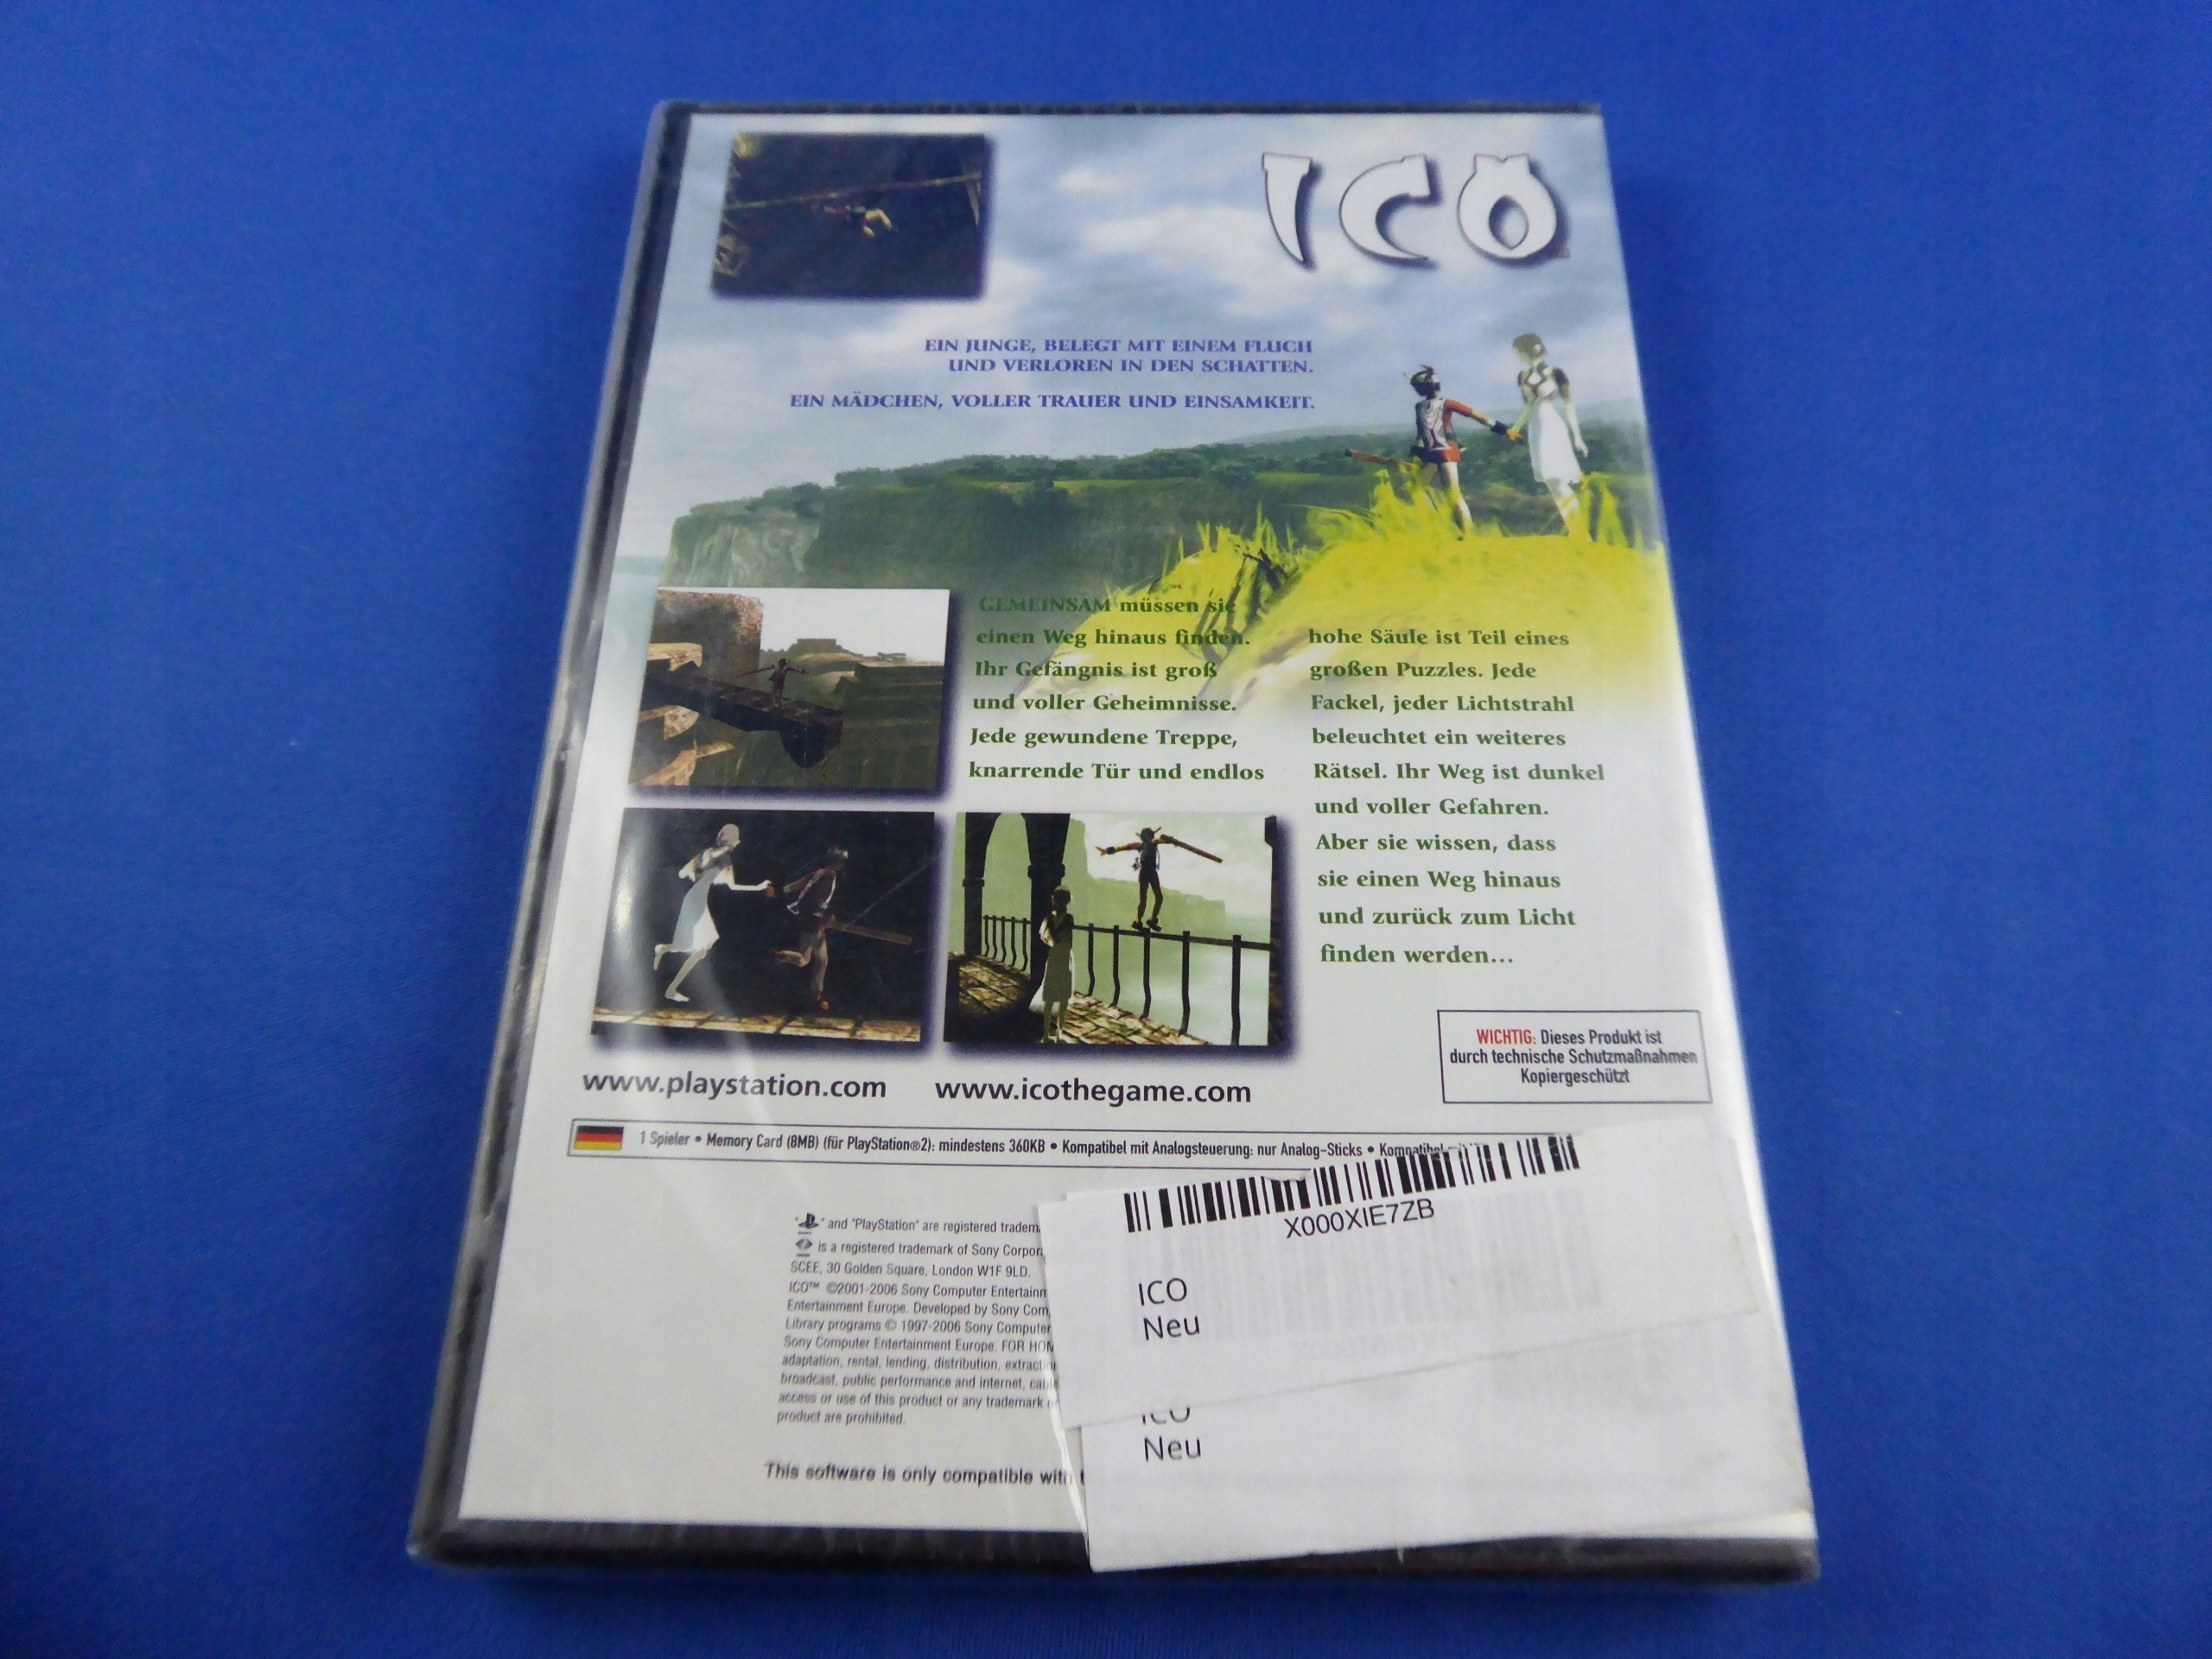 ICO
EIN JUNGE, BELEGT MIT EINEM FLUCH
UND VERLOREN IN DEN SCHATTEN.
EIN MÄDCHEN, VOLLER TRAUER UND EINSAMKEIT.
GEMEINSAM müssen sie
einen Weg hinaus finden.
Ihr Gefängnis ist groß
und voller Geheimnisse.
Jede gewundene Treppe,
knarrende Tür und endlos
hohe Säule ist Teil eines
großen Puzzles. Jede
Fackel, jeder Lichtstrahl
beleuchtet ein weiteres
Rätsel. Ihr Weg ist dunkel
und voller Gefahren.
Aber sie wissen, dass
sie einen Weg hinaus
und zurück zum Licht
finden werden...
WICHTIG: Dieses Produkt ist
durch technische Schutzmaßnahmen
Kopiergeschützt
www.playstation.com www.icothegame.com
1 Spieler • Memory Card (8MB) (für PlayStation®2): mindestens 360KB • Kompatibel mit Analogsteuerung: nur Analog-Sticks • Kompatibel
X000XIE7ZB
ICO
Neu
ICO
Neu
" " and "PlayStation" are registered
is a registered trademark of Sony
SCEE, 30 Golden Square, London W1F 9LD.
ICO™ ©2001-2006 Sony Computer
Entertainment Europe. Developed by Sony
Library programs © 1997-2006 Sony Computer
Sony Computer Entertainment Europe. FOR
adaptation, rental, lending, distribution,
broadcast, public performance and internet,
access or use of this product or any trademark
product are prohibited.
This software is only compatible with